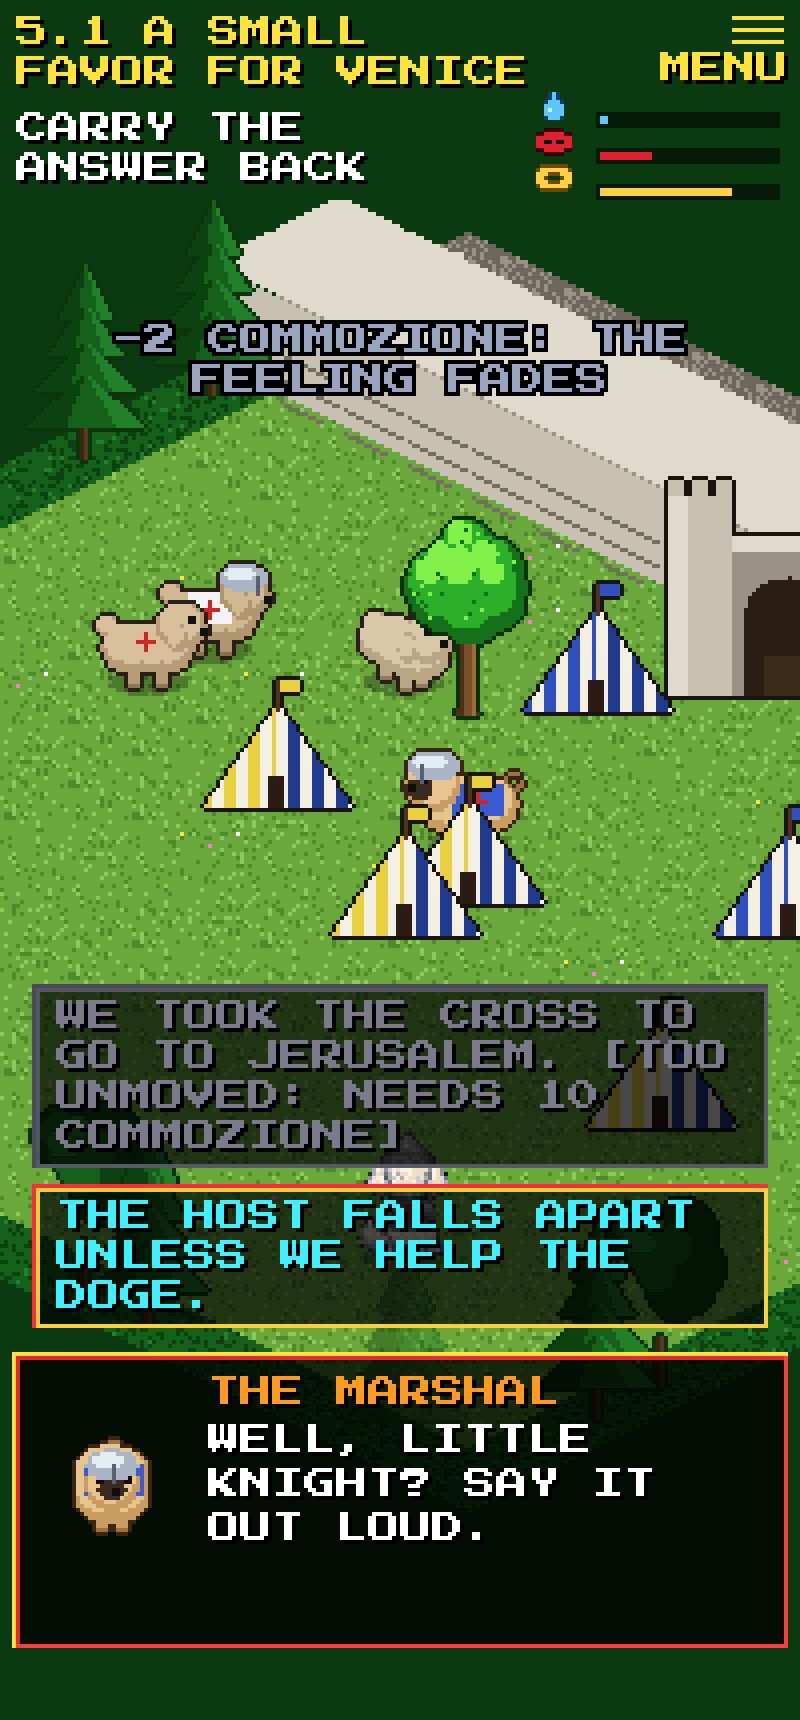 5.1 A SMALL
FAVOR FOR VENICE
MENU
CARRY THE
ANSWER BACK
-2 COMMOZIONE: THE
FEELING FADES
WE TOOK THE CROSS TO
GO TO JERUSALEM. [TOO
UNMOVED: NEEDS 10
COMMOZIONE]
THE HOST FALLS APART
UNLESS WE HELP THE
DOGE.
THE MARSHAL
WELL, LITTLE
KNIGHT? SAY IT
OUT LOUD.